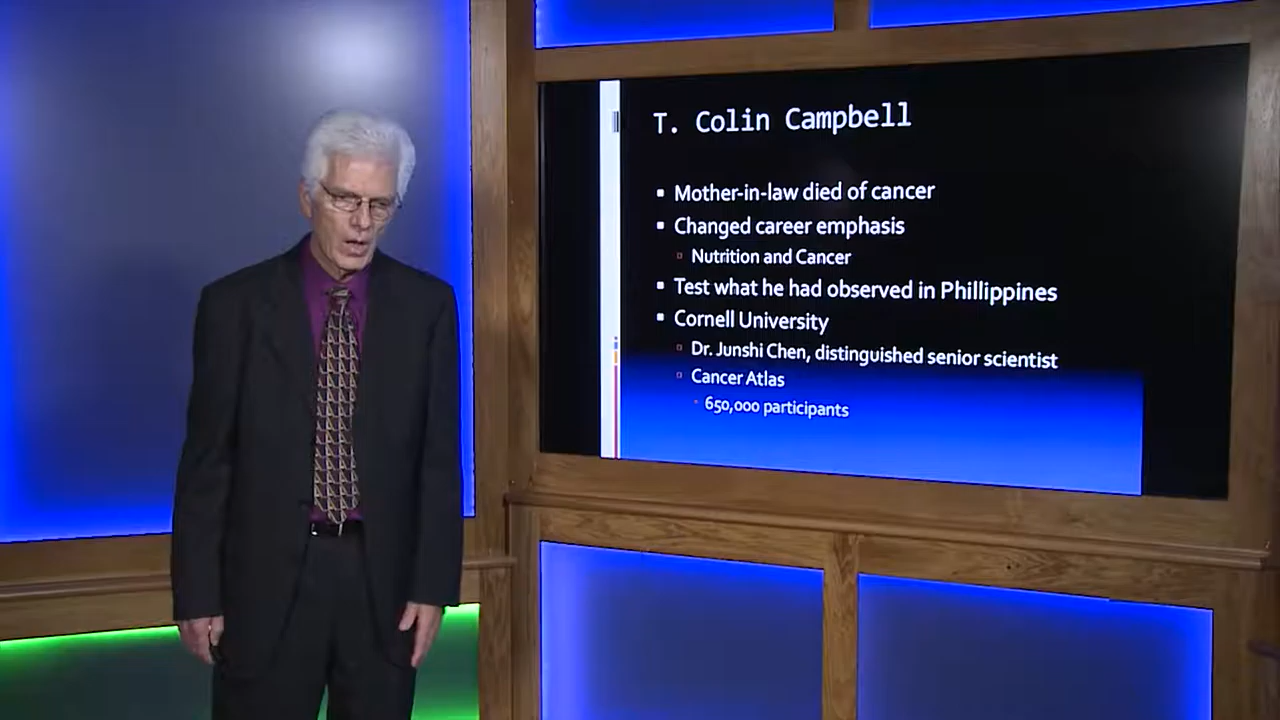 T. Colin Campbell
Mother-in-law died of cancer
Changed career emphasis
Nutrition and Cancer
Test what he had observed in Phillippines
Cornell University
Dr. Junshi Chen, distinguished senior scientist
Cancer Atlas
650,000 participants